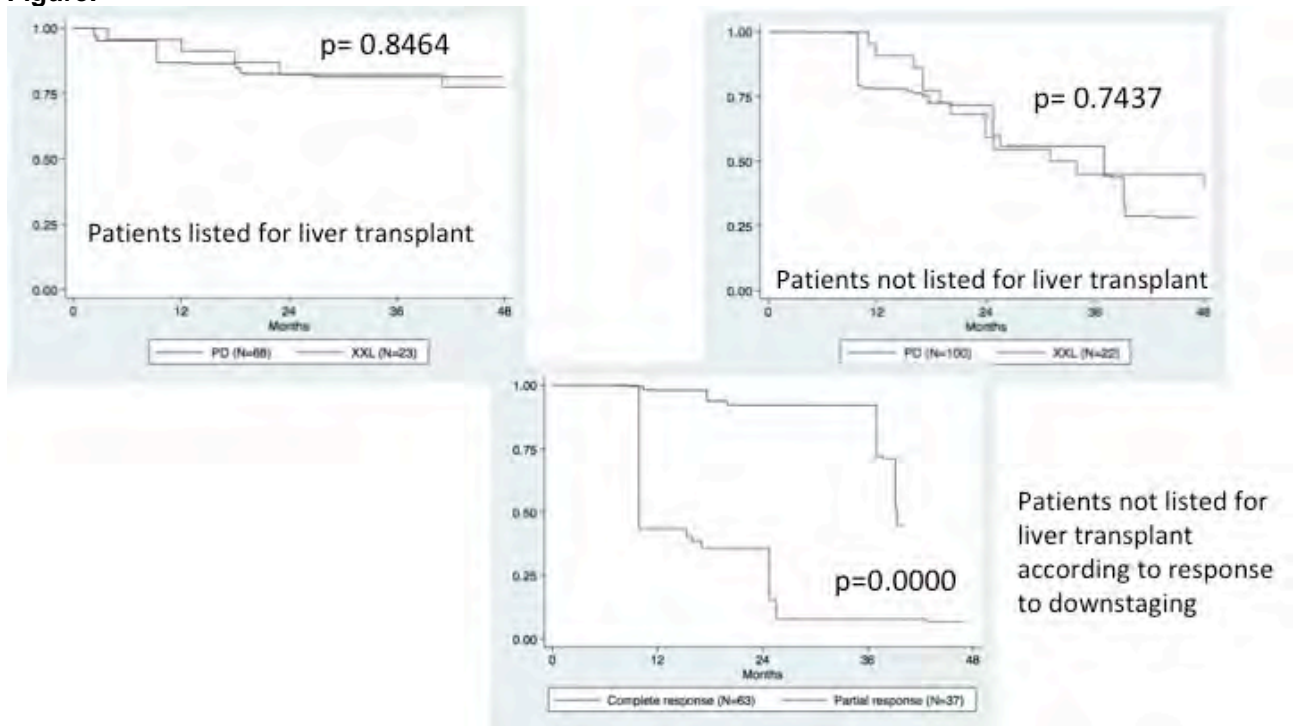 Figure.
1.00
0.75
0.50
0.25
0.00
p= 0.8464
Patients listed for liver transplant
0 12 24 36 48
Months
PD (N=68) XXL (N=23)
1.00
0.75
0.50
0.25
0.00
p= 0.7437
Patients not listed for liver transplant
0 12 24 36 48
Months
PD (N=100) XXL (N=22)
1.00
0.75
0.50
0.25
0.00
p=0.0000
0 12 24 36 48
Months
Complete response (N=63) Partial response (N=37)
Patients not listed for
liver transplant
according to response
to downstaging